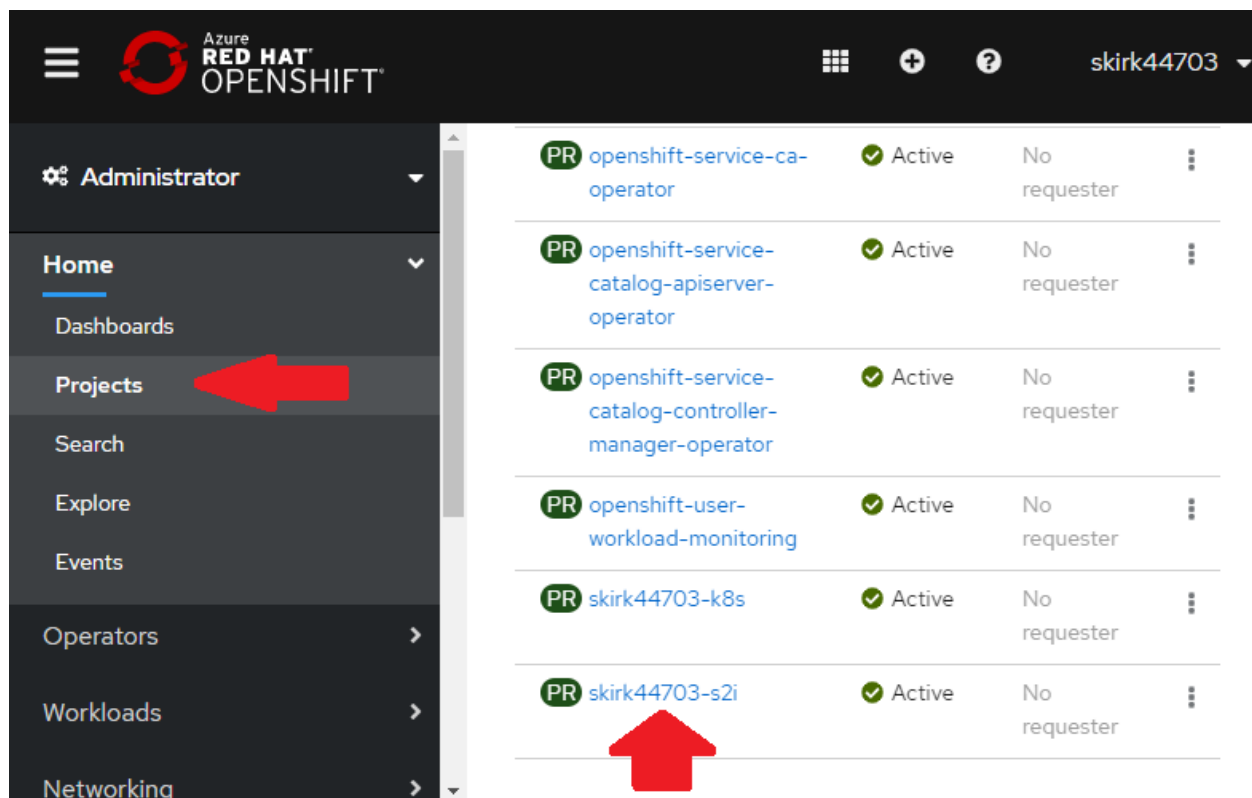 Azure
RED HAT
OPENSHIFT
skirk44703
Administrator
Home
Dashboards
Projects
Search
Explore
Events
Operators
Workloads
Networking
PR openshift-service-ca- Active No
operator requester
PR openshift-service- Active No
catalog-apiserver- requester
operator
PR openshift-service- Active No
catalog-controller- requester
manager-operator
PR openshift-user- Active No
workload-monitoring requester
PR skirk44703-k8s Active No
requester
PR skirk44703-s2i Active No
requester